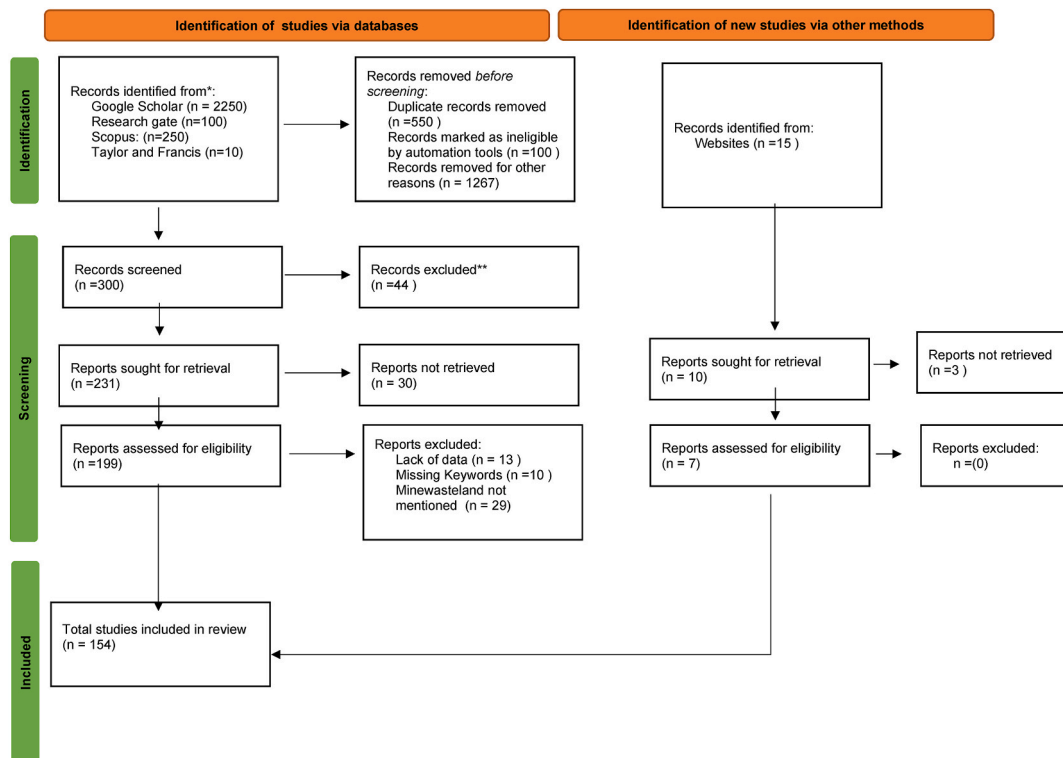 Identification of studies via databases
Identification of new studies via other methods
Identification
Records identified from*:
Google Scholar (n = 2250)
Research gate (n=100)
Scopus: (n=250)
Taylor and Francis (n=10)
Records removed before
screening:
Duplicate records removed
(n =550 )
Records marked as ineligible
by automation tools (n =100 )
Records removed for other
reasons (n = 1267)
Records identified from:
Websites (n =15 )
Screening
Records screened
(n =300)
Records excluded**
(n =44 )
Reports sought for retrieval
(n =231)
Reports not retrieved
(n = 30)
Reports sought for retrieval
(n = 10)
Reports not retrieved
(n =3 )
Reports assessed for eligibility
(n =199)
Reports excluded:
Lack of data (n = 13 )
Missing Keywords (n =10 )
Minewasteland not
mentioned (n = 29)
Reports assessed for eligibility
(n = 7)
Reports excluded:
n =(0)
Included
Total studies included in review
(n = 154)